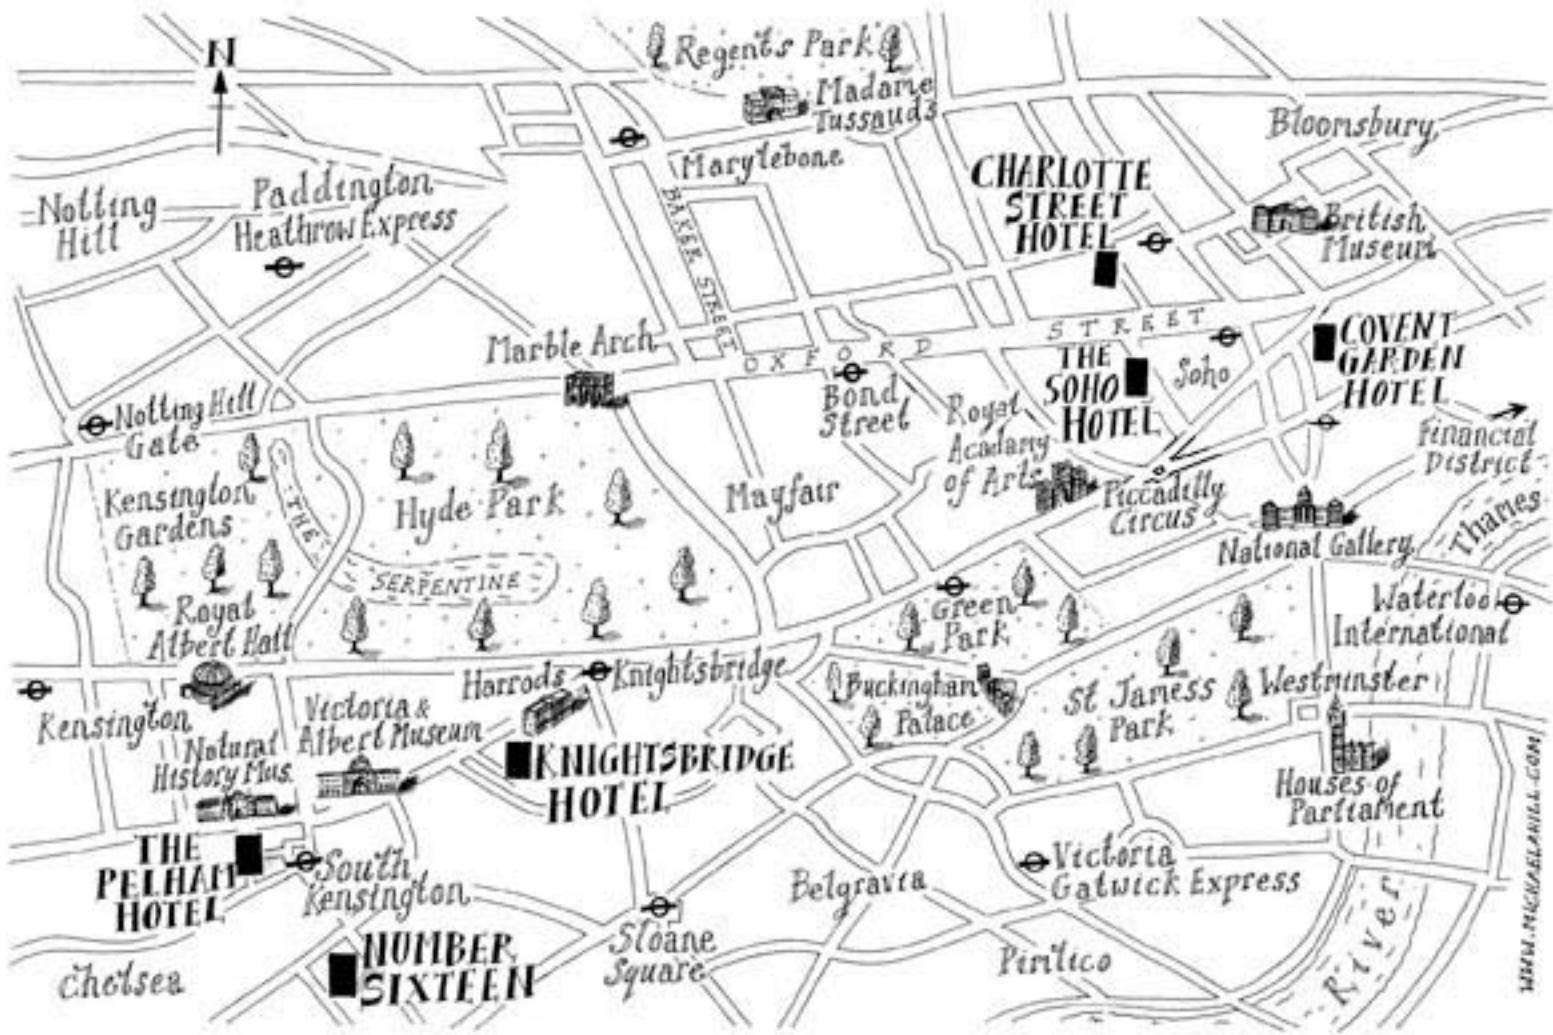 N
Regents Park
Madame
Tussauds
Marylebone
Bloomsbury
Notting
Hill
Paddington
Heathrow Express
BAKER STREET
CHARLOTTE
STREET
HOTEL
British
Museum
Marble Arch
OXFORD STREET
Bond
Street
THE
SOHO
HOTEL
Soho
COVENT
GARDEN
HOTEL
Notting Hill
Gate
Royal
Acadamy
of Arts
Financial
District
Kensington
Gardens
THE
SERPENTINE
Hyde Park
Mayfair
Piccadilly
Circus
National Gallery
Thames
Royal
Albert Hall
Green
Park
Waterloo
International
Kensington
Harrods
Knightsbridge
Buckingham
Palace
St Jamess
Park
Westminster
Natural
History Mus.
Victoria &
Albert Museum
KNIGHTSBRIDGE
HOTEL
Houses of
Parliament
THE
PELHAM
HOTEL
South
Kensington
Belgravia
Victoria
Gatwick Express
Chelsea
NUMBER
SIXTEEN
Sloane
Square
Pimlico
River
WWW.MICHAELAHILL.COM